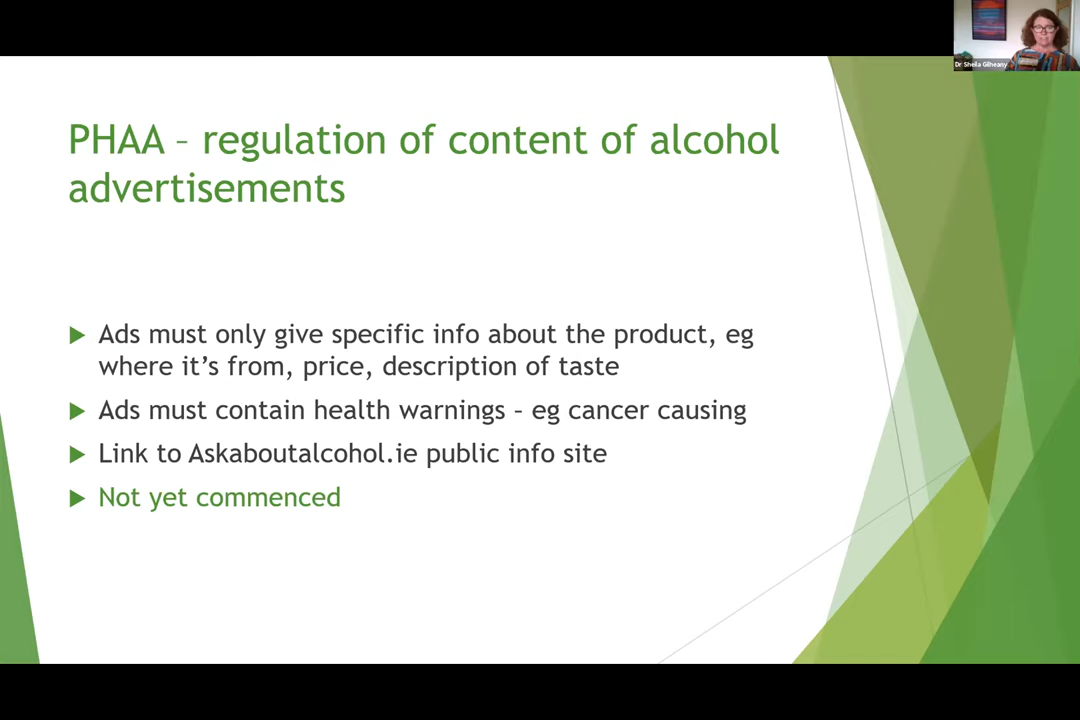 Dr Sheila Gilheany
PHAA – regulation of content of alcohol
advertisements
Ads must only give specific info about the product, eg
where it’s from, price, description of taste
Ads must contain health warnings – eg cancer causing
Link to Askaboutalcohol.ie public info site
Not yet commenced